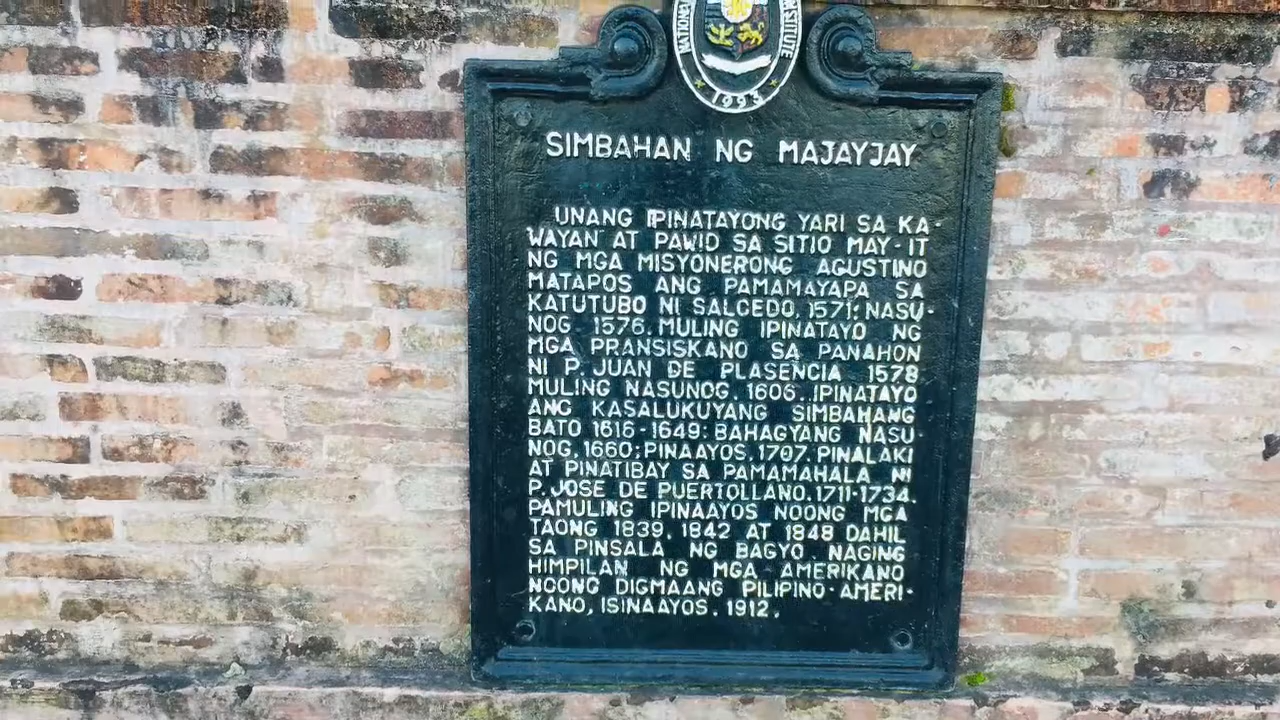 NATIONAL
INSTITUTE
1993
SIMBAHAN NG MAJAYJAY
UNANG IPINATAYONG YARI SA KA-
WAYAN AT PAWID SA SITIO MAY-IT
NG MGA MISYONERONG AGUSTINO
MATAPOS ANG PAMAMAYAPA SA
KATUTUBO NI SALCEDO, 1571; NASU-
NOG 1576. MULING IPINATAYO NG
MGA PRANSISKANO SA PANAHON
NI P. JUAN DE PLASENCIA 1578
MULING NASUNOG, 1606. IPINATAYO
ANG KASALUKUYANG SIMBAHANG
BATO 1616-1649; BAHAGYANG NASU-
NOG, 1660; PINAAYOS, 1707. PINALAKI
AT PINATIBAY SA PAMAMAHALA NI
P. JOSE DE PUERTOLLANO, 1711-1734.
PAMULING IPINAAYOS NOONG MGA
TAONG 1839, 1842 AT 1848 DAHIL
SA PINSALA NG BAGYO. NAGING
HIMPILAN NG MGA AMERIKANO
NOONG DIGMAANG PILIPINO-AMERI-
KANO, ISINAAYOS, 1912.